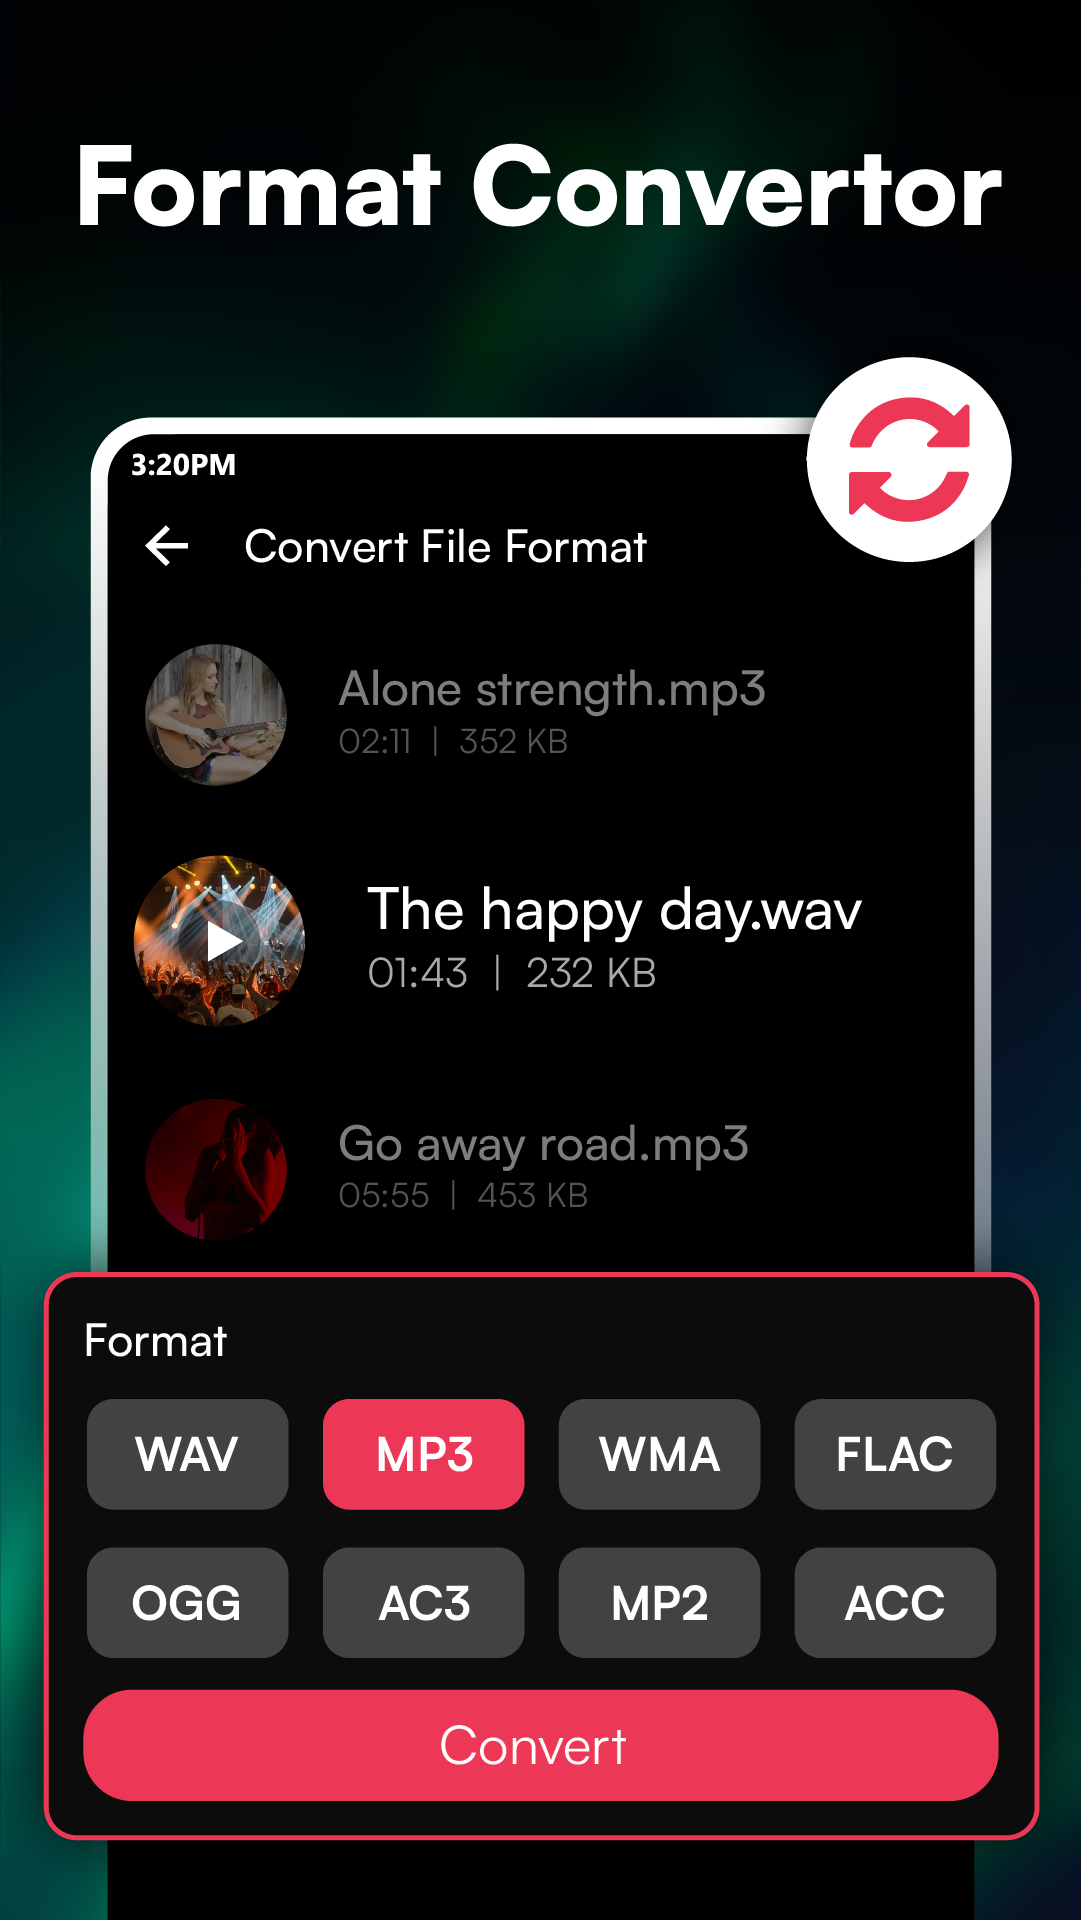 Format Convertor
3:20PM
Convert File Format
Alone strength.mp3
02:11 | 352 KB
The happy day.wav
01:43 | 232 KB
Go away road.mp3
05:55 | 453 KB
Format
WAV MP3 WMA FLAC
OGG AC3 MP2 ACC
Convert